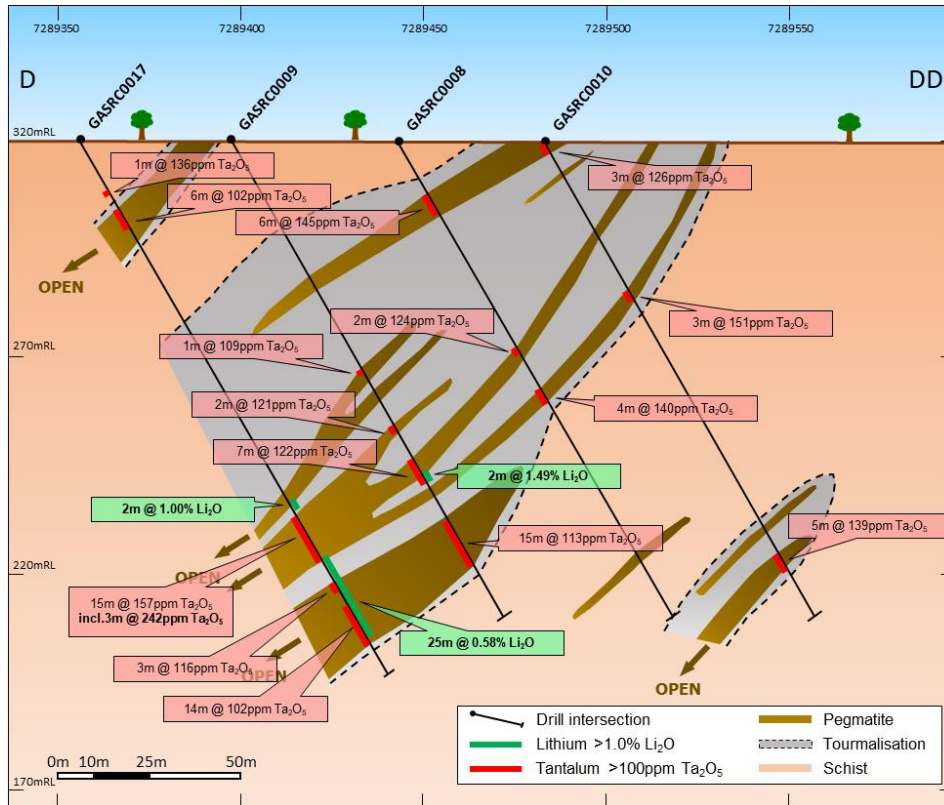 7289350 7289400 7289450 7289500 7289550
D DD
GASRC0017
GASRC0009
GASRC0008
GASRC0010
320mRL
1m @ 136ppm Ta₂O₅
3m @ 126ppm Ta₂O₅
6m @ 102ppm Ta₂O₅
6m @ 145ppm Ta₂O₅
OPEN
2m @ 124ppm Ta₂O₅
3m @ 151ppm Ta₂O₅
1m @ 109ppm Ta₂O₅
270mRL
2m @ 121ppm Ta₂O₅
4m @ 140ppm Ta₂O₅
7m @ 122ppm Ta₂O₅
2m @ 1.49% Li₂O
2m @ 1.00% Li₂O
5m @ 139ppm Ta₂O₅
15m @ 113ppm Ta₂O₅
220mRL
OPEN
15m @ 157ppm Ta₂O₅
incl.3m @ 242ppm Ta₂O₅
25m @ 0.58% Li₂O
3m @ 116ppm Ta₂O₅
OPEN
OPEN
14m @ 102ppm Ta₂O₅
Drill intersection
Lithium >1.0% Li₂O
Tantalum >100ppm Ta₂O₅
Pegmatite
Tourmalisation
Schist
0m 10m 25m 50m
170mRL